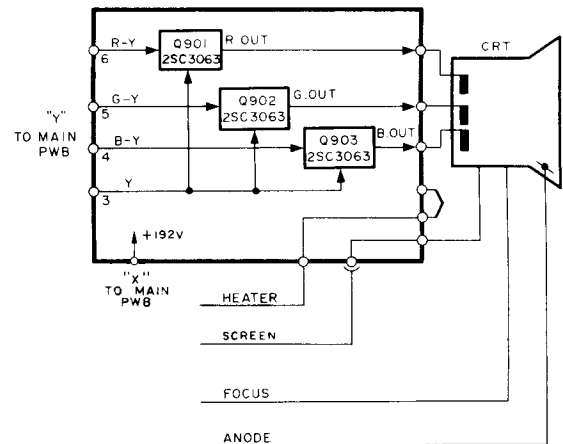 R-Y
6
Q901
2SC3063
R OUT
CRT
"Y"
TO MAIN
PWB
G-Y
5
Q902
2SC3063
G.OUT
B-Y
4
Q903
2SC3063
B.OUT
Y
3
+192V
"X"
TO MAIN
PWB
HEATER
SCREEN
FOCUS
ANODE